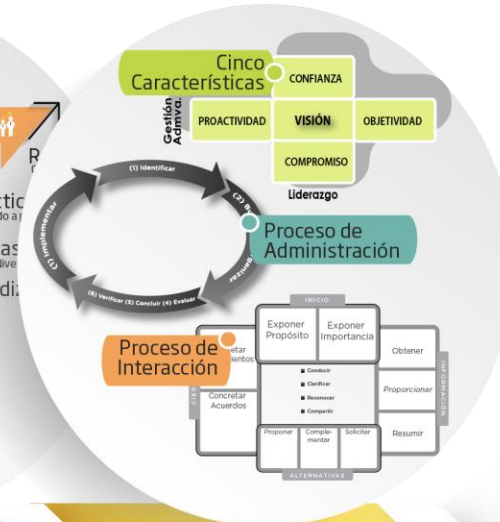 Cinco
Características
CONFIANZA
PROACTIVIDAD
VISIÓN
OBJETIVIDAD
COMPROMISO
Gestión
Admva.
Liderazgo
(1) Identificar
(2)
Proceso de
Administración
(6) Verificar (5) Concluir (4) Evaluar
Implementar
Proceso de
Interacción
INICIO
Exponer
Propósito
Exponer
Importancia
Concretar
Acuerdos
Conducir
Clarificar
Reconocer
Compartir
Obtener
Proporcionar
Resumir
INFORMACIÓN
Proponer
Comple-
mentar
Solicitar
ALTERNATIVAS